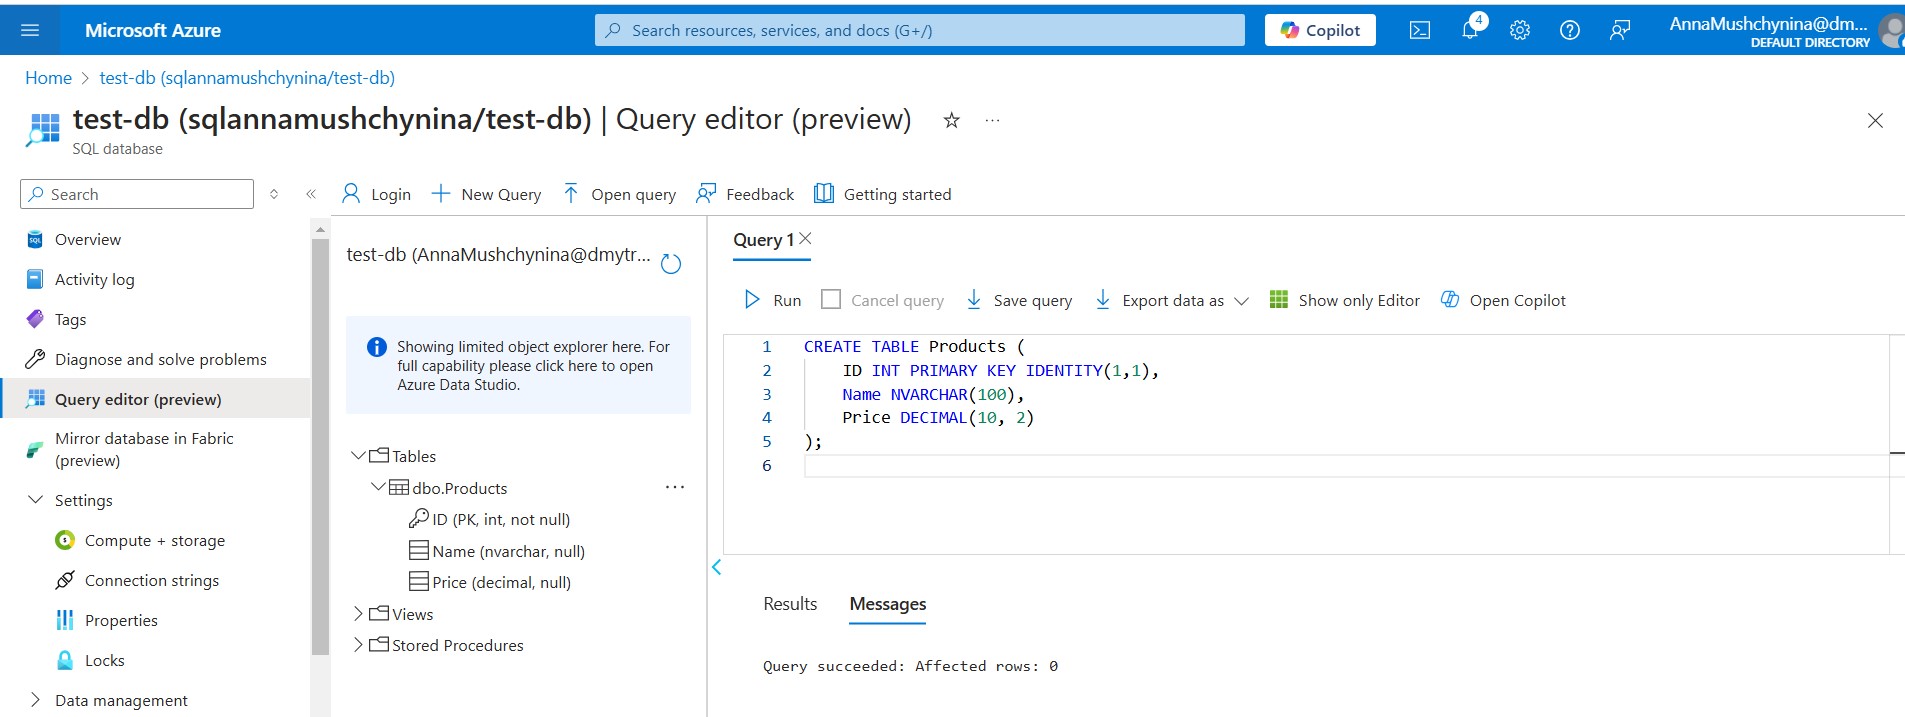 Microsoft Azure
Search resources, services, and docs (G+/)
Copilot
4
AnnaMushchynina@dm...
DEFAULT DIRECTORY
Home > test-db (sqlannamushchynina/test-db)
test-db (sqlannamushchynina/test-db) | Query editor (preview)
SQL database
Search
Login
New Query
Open query
Feedback
Getting started
Overview
Activity log
Tags
Diagnose and solve problems
Query editor (preview)
Mirror database in Fabric
(preview)
Settings
Compute + storage
Connection strings
Properties
Locks
Data management
test-db (AnnaMushchynina@dmytr...
Showing limited object explorer here. For
full capability please click here to open
Azure Data Studio.
Tables
dbo.Products
ID (PK, int, not null)
Name (nvarchar, null)
Price (decimal, null)
Views
Stored Procedures
Query 1
Run
Cancel query
Save query
Export data as
Show only Editor
Open Copilot
1 CREATE TABLE Products (
2 ID INT PRIMARY KEY IDENTITY(1,1),
3 Name NVARCHAR(100),
4 Price DECIMAL(10, 2)
5 );
6
Results
Messages
Query succeeded: Affected rows: 0